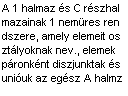 A 1 halmaz és C részhal
mazainak 1 nemüres ren
dszere, amely elemeit os
ztályoknak nev., elemek
páronként diszjunktak és
unióuk az egész A halmz